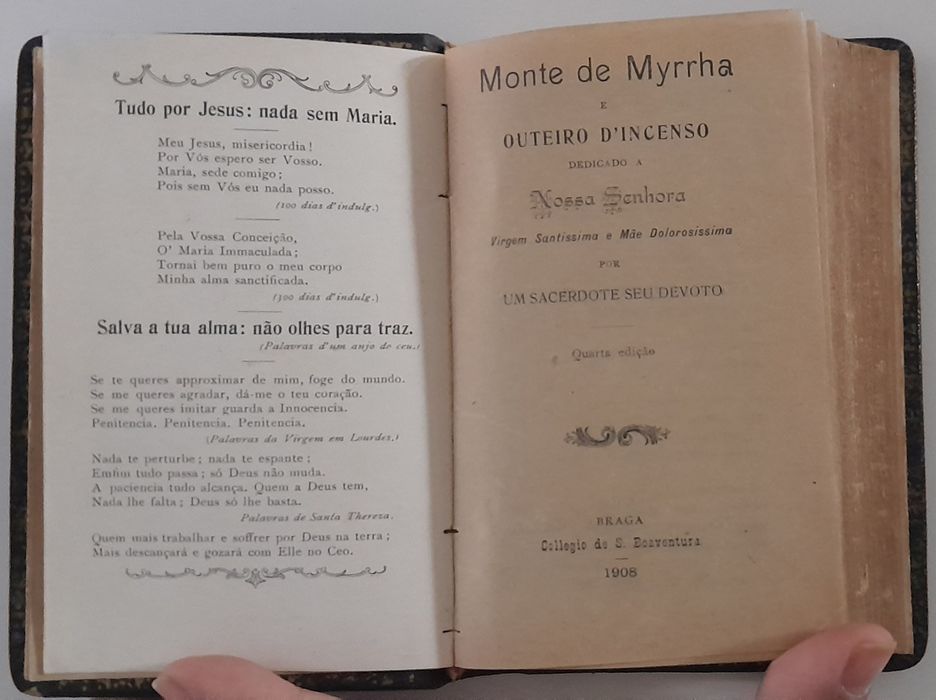 Tudo por Jesus: nada sem Maria.
Meu Jesus, misericordia!
Por Vós espero ser Vosso.
Maria, sede comigo;
Pois sem Vós eu nada posso.
(100 dias d'indulg.)
Pela Vossa Conceição,
O' Maria Immaculada;
Tornai bem puro o meu corpo
Minha alma sanctificada.
(300 dias d'indulg.)
Salva a tua alma: não olhes para traz.
(Palavras d'um anjo do ceu.)
Se te queres approximar de mim, foge do mundo.
Se me queres agradar, dá-me o teu coração.
Se me queres imitar guarda a Innocencia.
Penitencia. Penitencia. Penitencia.
(Palavras da Virgem em Lourdes.)
Nada te perturbe; nada te espante;
Emfim tudo passa; só Deus não muda.
A paciencia tudo alcança. Quem a Deus tem,
Nada lhe falta; Deus só lhe basta.
Palavras de Santa Thereza.
Quem mais trabalhar e soffrer por Deus na terra;
Mais descançará e gozará com Elle no Ceo.
Monte de Myrrha
E
OUTEIRO D'INCENSO
DEDICADO A
Nossa Senhora
Virgem Santissima e Mãe Dolorosissima
POR
UM SACERDOTE SEU DEVOTO
Quarta edição
BRAGA
Collegio de S. Boaventura
1908